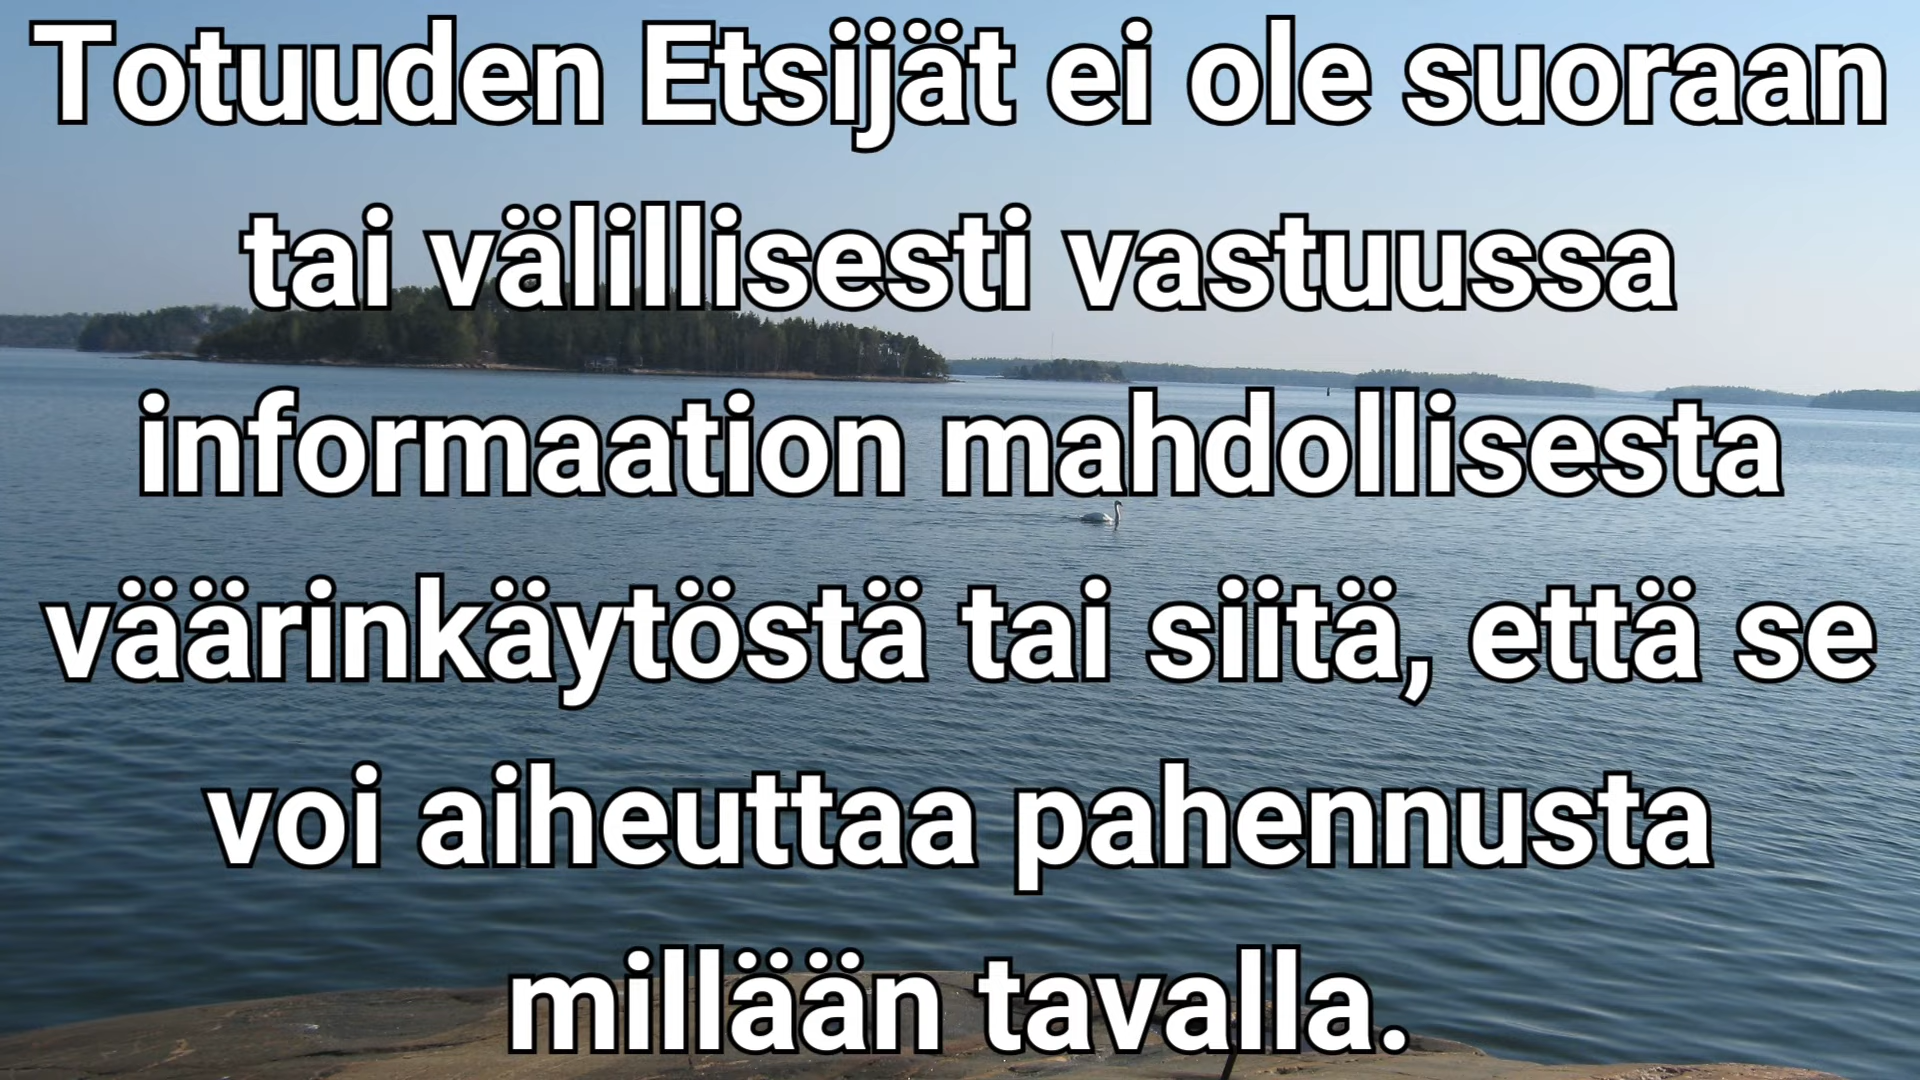 Totuuden Etsijät ei ole suoraan
tai välillisesti vastuussa
informaation mahdollisesta
väärinkäytöstä tai siitä, että se
voi aiheuttaa pahennusta
millään tavalla.